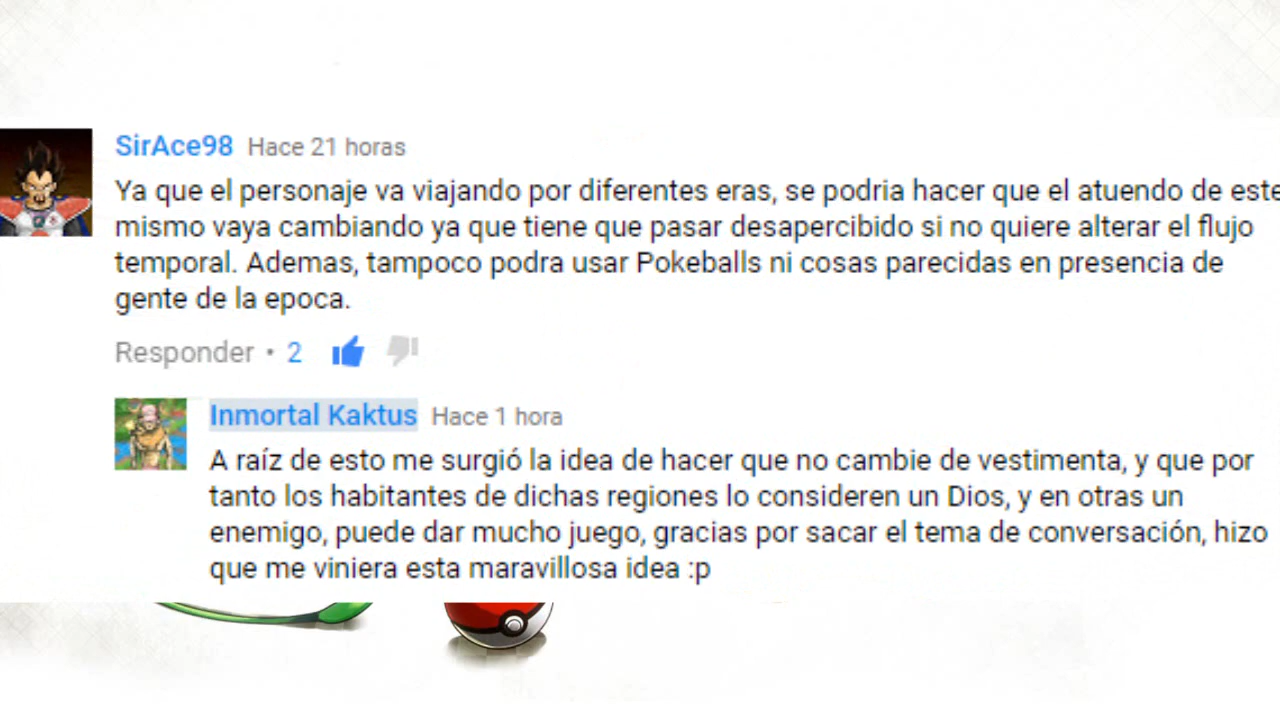 SirAce98 Hace 21 horas
Ya que el personaje va viajando por diferentes eras, se podria hacer que el atuendo de este
mismo vaya cambiando ya que tiene que pasar desapercibido si no quiere alterar el flujo
temporal. Ademas, tampoco podra usar Pokeballs ni cosas parecidas en presencia de
gente de la epoca.
Responder • 2
Inmortal Kaktus Hace 1 hora
A raíz de esto me surgió la idea de hacer que no cambie de vestimenta, y que por
tanto los habitantes de dichas regiones lo consideren un Dios, y en otras un
enemigo, puede dar mucho juego, gracias por sacar el tema de conversación, hizo
que me viniera esta maravillosa idea :p